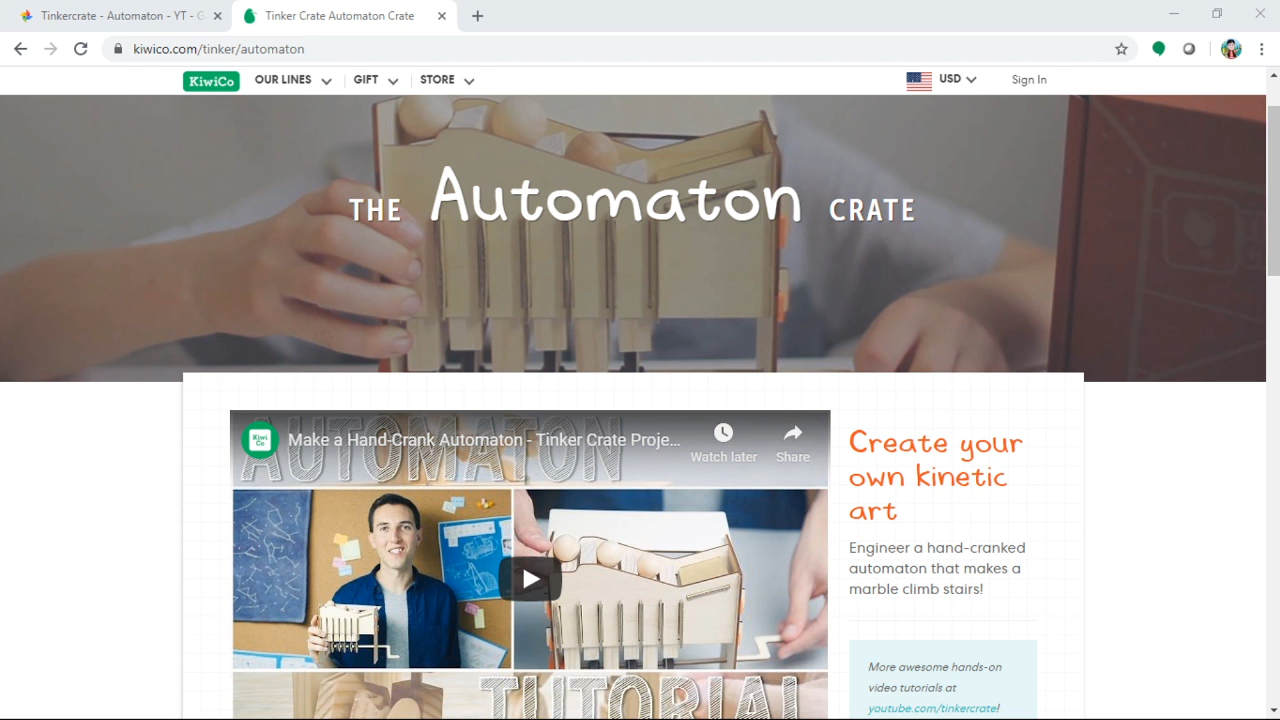 Tinkercrate - Automaton - YT - G
Tinker Crate Automaton Crate
kiwico.com/tinker/automaton
KiwiCo OUR LINES GIFT STORE USD Sign In
THE Automaton CRATE
AUTOMATON
Kiwi
Co
Make a Hand-Crank Automaton - Tinker Crate Proje...
Watch later Share
TUTORIAL
Create your
own kinetic
art
Engineer a hand-cranked
automaton that makes a
marble climb stairs!
More awesome hands-on
video tutorials at
youtube.com/tinkercrate!